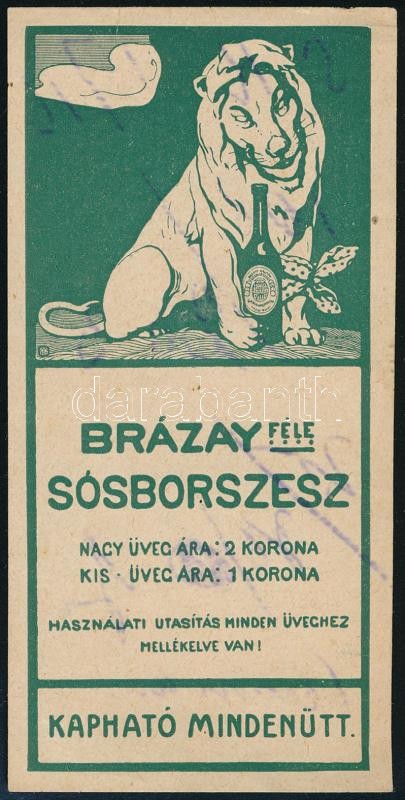 BRÁZAY FÉLE
SÓSBORSZESZ
NAGY ÜVEG ÁRA: 2 KORONA
KIS · ÜVEG ÁRA: 1 KORONA
HASZNÁLATI UTASÍTÁS MINDEN ÜVEGHEZ
MELLÉKELVE VAN!
KAPHATÓ MINDENÜTT.
darabanth